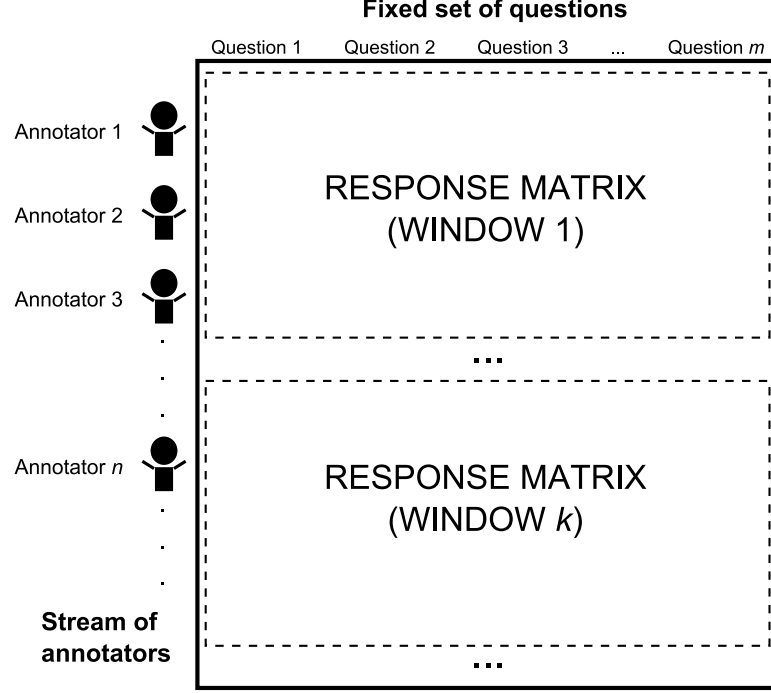 Fixed set of questions
Question 1 Question 2 Question 3 ... Question m
Annotator 1
Annotator 2
Annotator 3
RESPONSE MATRIX
(WINDOW 1)
...
Annotator n
RESPONSE MATRIX
(WINDOW k)
Stream of
annotators
...